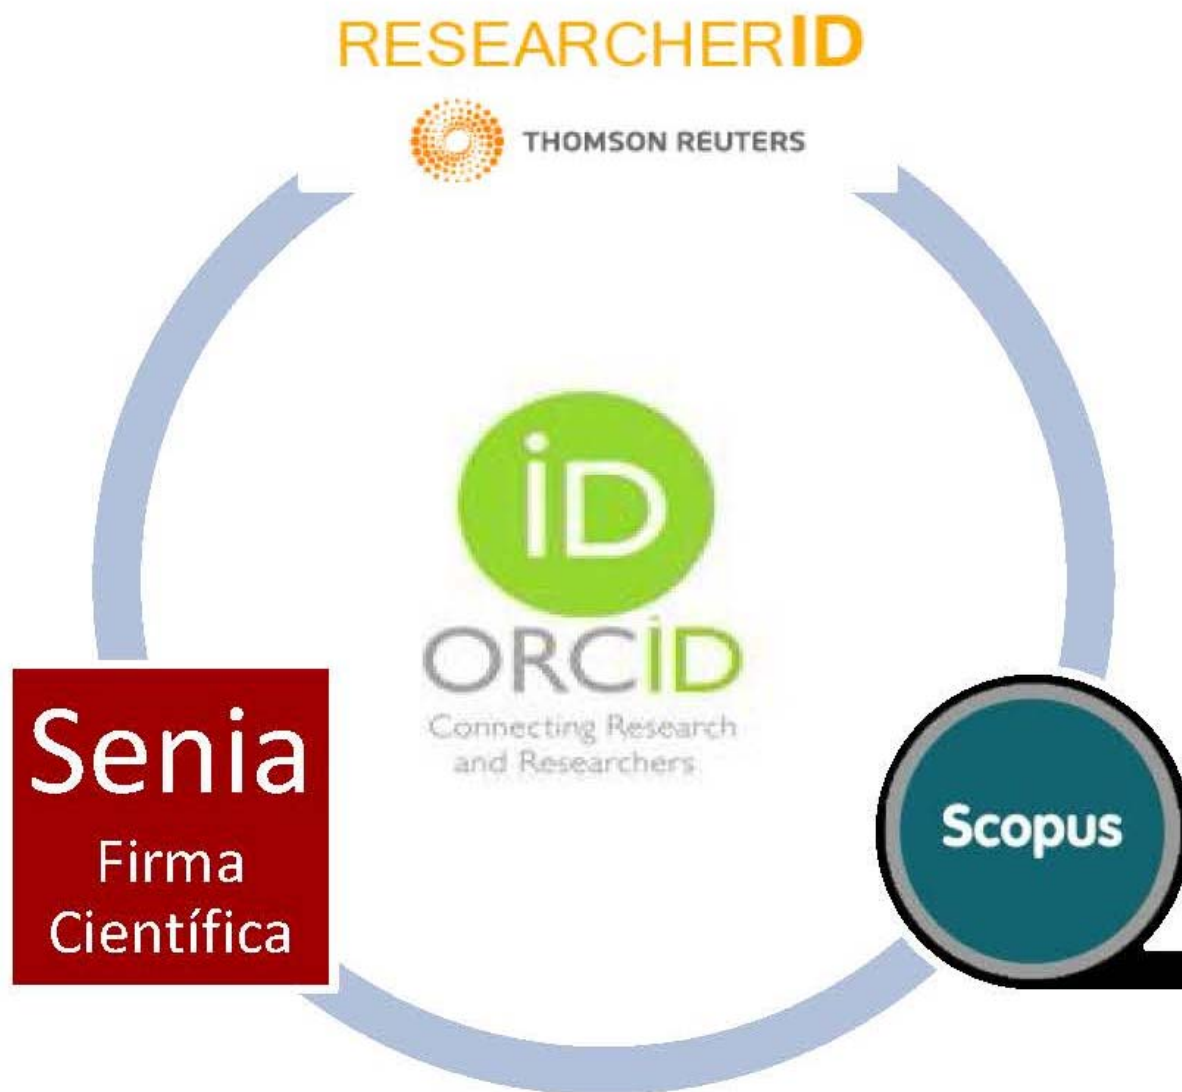 RESEARCHERID
THOMSON REUTERS
iD
ORCiD
Connecting Research
and Researchers
Senia
Firma
Científica
Scopus